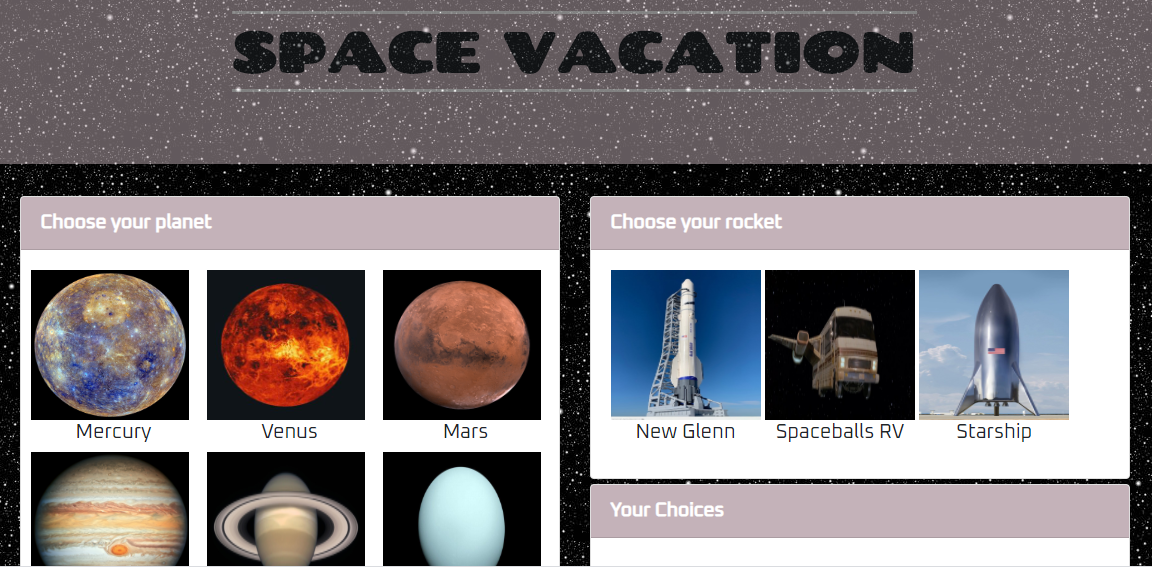 SPACE VACATION
Choose your planet
Mercury
Venus
Mars
Choose your rocket
New Glenn
Spaceballs RV
Starship
Your Choices